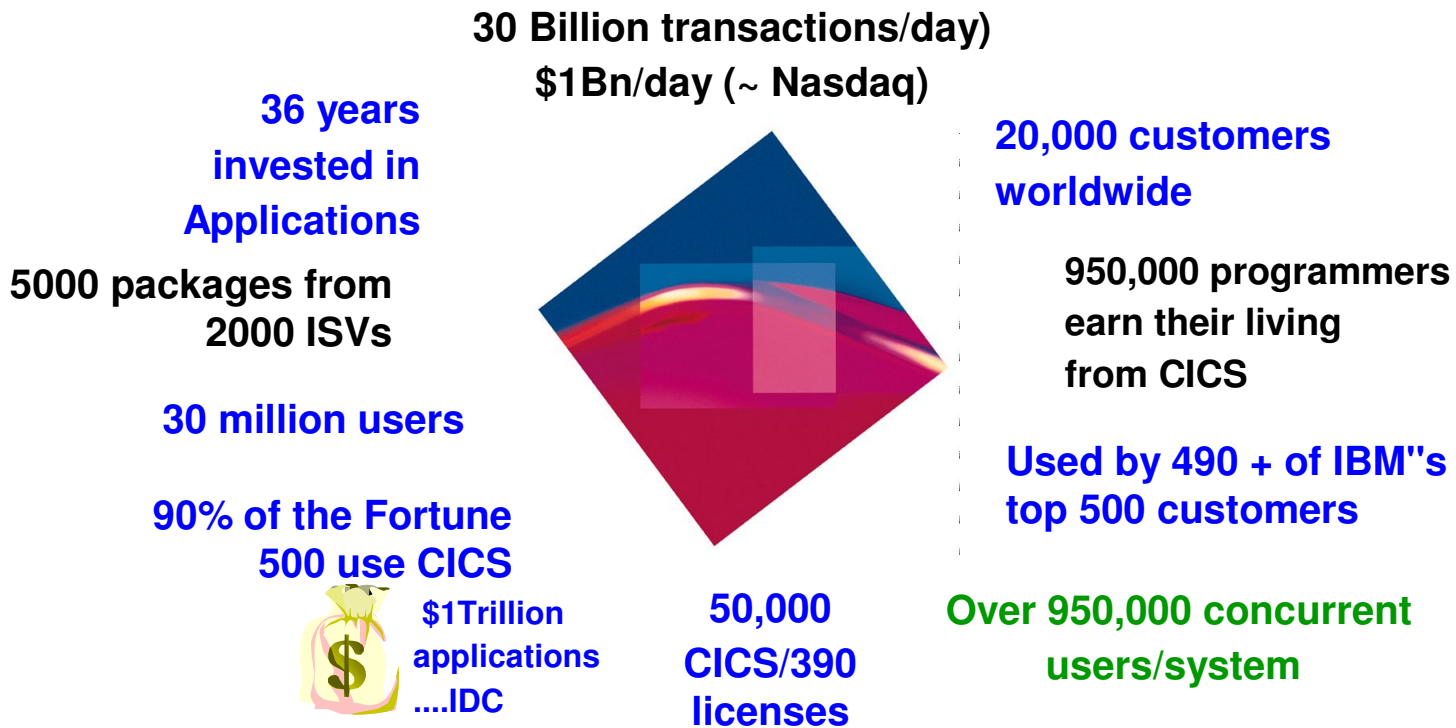 30 Billion transactions/day)
$1Bn/day (~ Nasdaq)
36 years
invested in
Applications
20,000 customers
worldwide
5000 packages from
2000 ISVs
950,000 programmers
earn their living
from CICS
30 million users
Used by 490 + of IBM"s
top 500 customers
90% of the Fortune
500 use CICS
$
$1Trillion
applications
....IDC
50,000
CICS/390
licenses
Over 950,000 concurrent
users/system